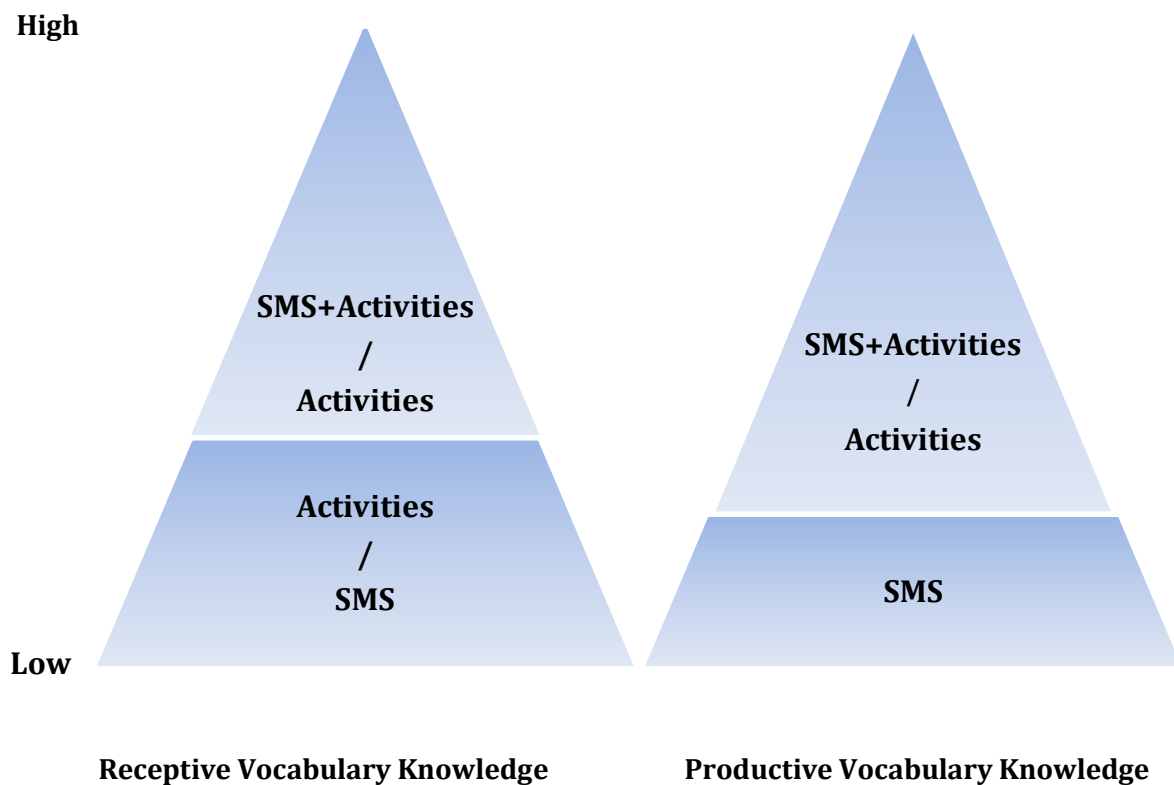 High
SMS+Activities
/
Activities
Activities
/
SMS
SMS+Activities
/
Activities
SMS
Low
Receptive Vocabulary Knowledge
Productive Vocabulary Knowledge